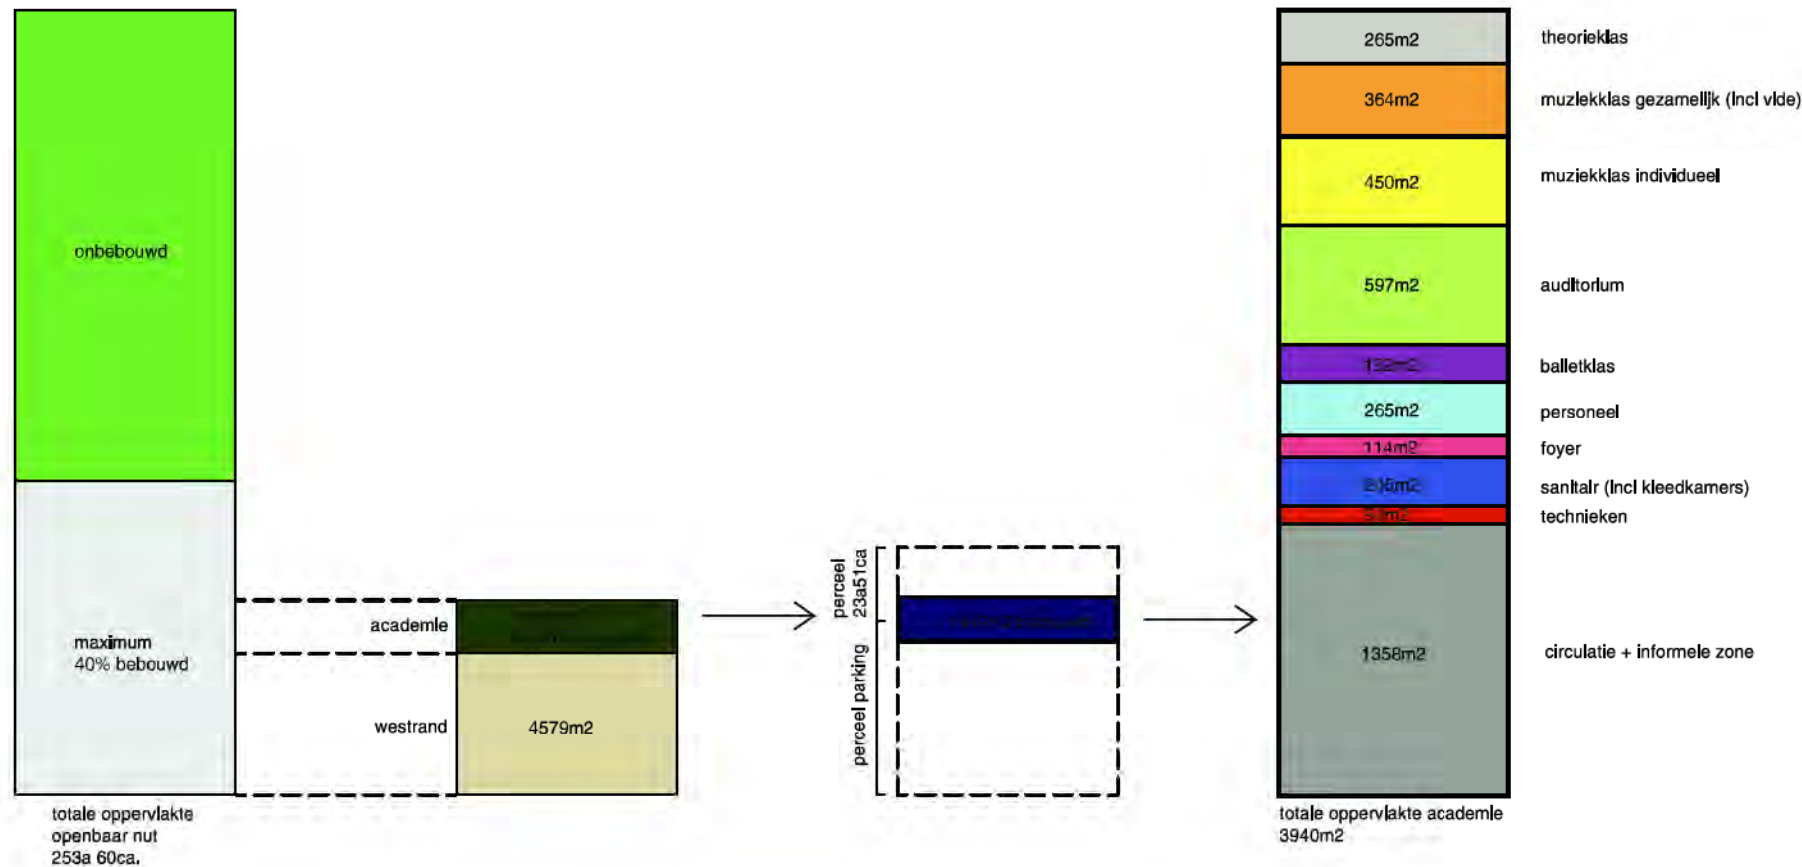 onbebouwd
maximum
40% bebouwd
totale oppervlakte
openbaar nut
253a 60ca.
academie
westrand
4579m2
perceel
23a51ca
perceel parking
265m2
theorieklas
364m2
muziekklas gezamelijk (incl vide)
450m2
muziekklas individueel
597m2
auditorium
132m2
balletklas
265m2
personeel
114m2
foyer
sanitair (incl kleedkamers)
technieken
1358m2
circulatie + informele zone
totale oppervlakte academie
3940m2